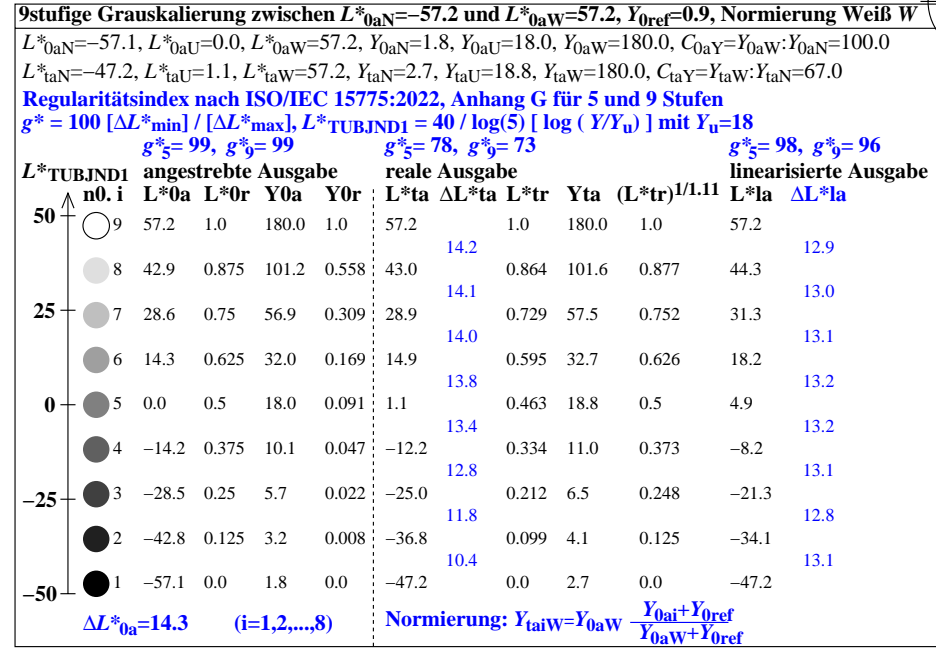 9stufige Grauskalierung zwischen L*0aN=−57.2 und L*0aW=57.2, Y0ref=0.9, Normierung Weiß W
L*0aN=−57.1, L*0aU=0.0, L*0aW=57.2, Y0aN=1.8, Y0aU=18.0, Y0aW=180.0, C0aY=Y0aW:Y0aN=100.0
L*taN=−47.2, L*taU=1.1, L*taW=57.2, YtaN=2.7, YtaU=18.8, YtaW=180.0, CtaY=YtaW:YtaN=67.0
Regularitätsindex nach ISO/IEC 15775:2022, Anhang G für 5 und 9 Stufen
g* = 100 [ΔL*min] / [ΔL*max], L*TUBJND1 = 40 / log(5) [ log ( Y/Yu) ] mit Yu=18
g*5= 99, g*9= 99 g*5= 78, g*9= 73 g*5= 98, g*9= 96
L*TUBJND1 angestrebte Ausgabe reale Ausgabe linearisierte Ausgabe
n0. i L*0a L*0r Y0a Y0r L*ta ΔL*ta L*tr Yta (L*tr)1/1.11 L*la ΔL*la
50 9 57.2 1.0 180.0 1.0 57.2 1.0 180.0 1.0 57.2
14.2 12.9
8 42.9 0.875 101.2 0.558 43.0 0.864 101.6 0.877 44.3
14.1 13.0
25 7 28.6 0.75 56.9 0.309 28.9 0.729 57.5 0.752 31.3
14.0 13.1
6 14.3 0.625 32.0 0.169 14.9 0.595 32.7 0.626 18.2
13.8 13.2
0 5 0.0 0.5 18.0 0.091 1.1 0.463 18.8 0.5 4.9
13.4 13.2
4 −14.2 0.375 10.1 0.047 −12.2 0.334 11.0 0.373 −8.2
12.8 13.1
−25 3 −28.5 0.25 5.7 0.022 −25.0 0.212 6.5 0.248 −21.3
11.8 12.8
2 −42.8 0.125 3.2 0.008 −36.8 0.099 4.1 0.125 −34.1
10.4 13.1
−50 1 −57.1 0.0 1.8 0.0 −47.2 0.0 2.7 0.0 −47.2
ΔL*0a=14.3 (i=1,2,...,8) Normierung: YtaiW=Y0aW Y0ai+Y0ref
Y0aW+Y0ref